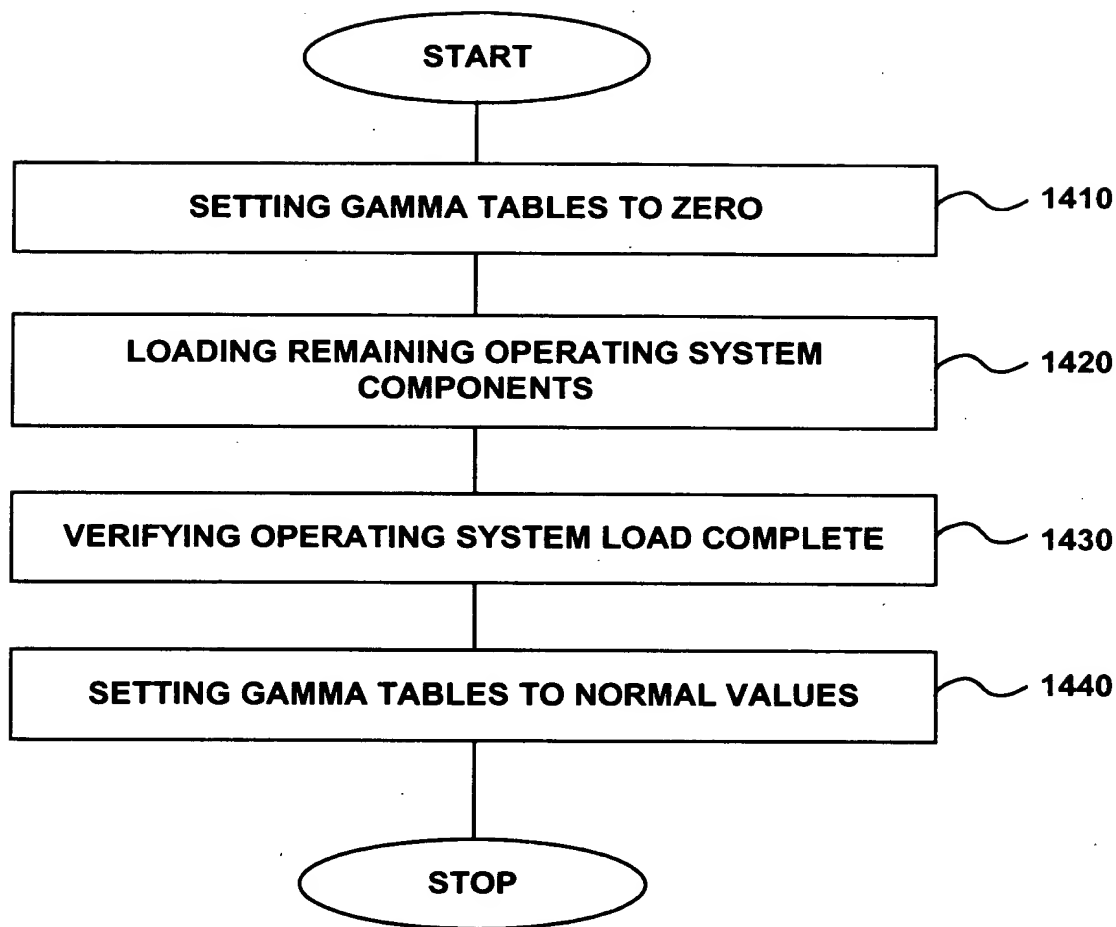 START
SETTING GAMMA TABLES TO ZERO
1410
LOADING REMAINING OPERATING SYSTEM
COMPONENTS
1420
VERIFYING OPERATING SYSTEM LOAD COMPLETE
1430
SETTING GAMMA TABLES TO NORMAL VALUES
1440
STOP